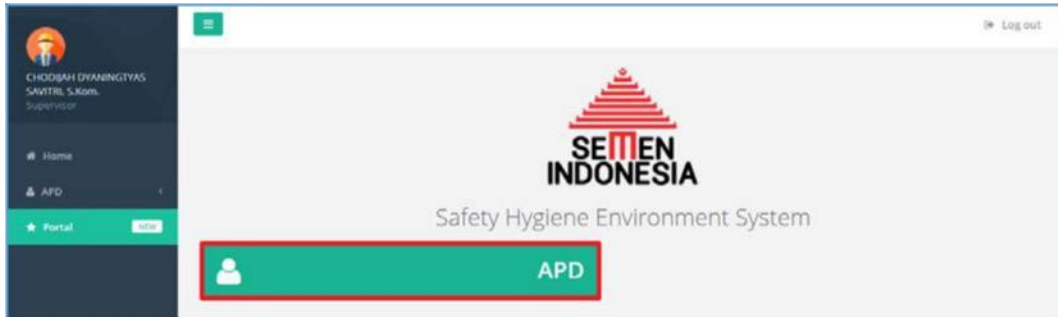 Log out
CHODIJAH DYANINGTYAS
SAVITRI, S.Kom.
Supervisor
Home
APD
Portal NEW
SEMEN
INDONESIA
Safety Hygiene Environment System
APD